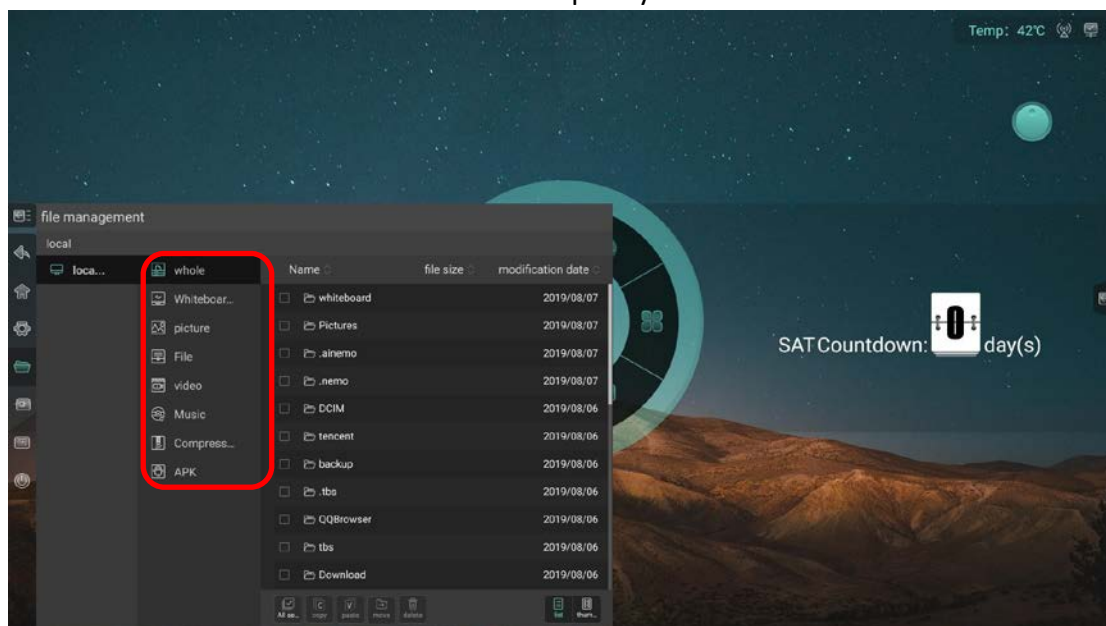 Temp: 42℃
file management
local
loca... whole Name file size modification date
Whiteboar... whiteboard 2019/08/07
picture Pictures 2019/08/07
File .ainemo 2019/08/07
video .nemo 2019/08/07
Music DCIM 2019/08/06
Compress... tencent 2019/08/06
APK backup 2019/08/06
.tbs 2019/08/06
QQBrowser 2019/08/06
tbs 2019/08/06
Download 2019/08/06
All se... copy paste move delete list thum...
SAT Countdown: 0 day(s)